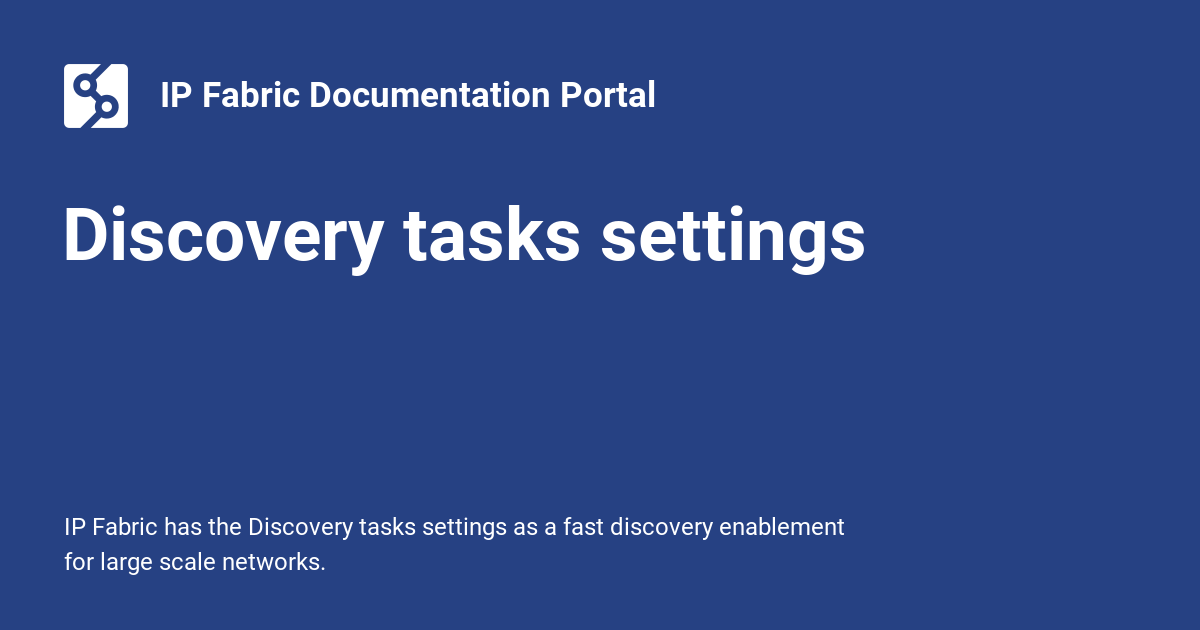 IP Fabric Documentation Portal
Discovery tasks settings
IP Fabric has the Discovery tasks settings as a fast discovery enablement
for large scale networks.